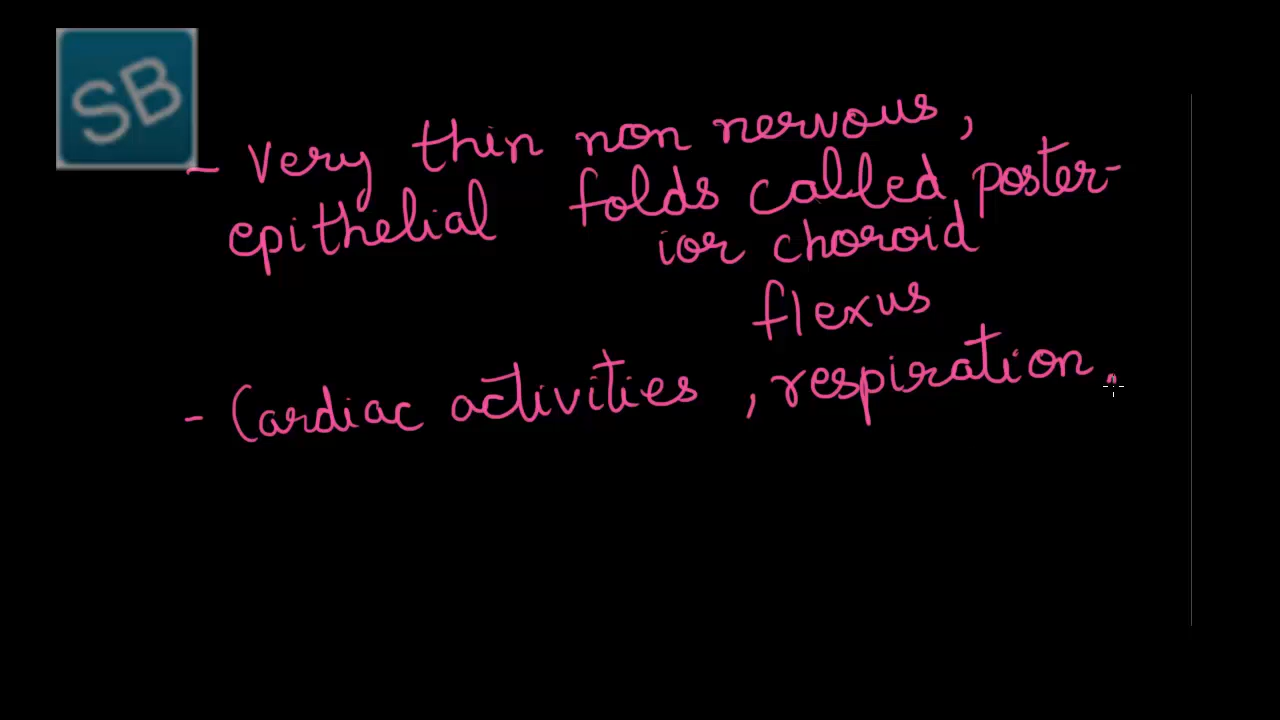 SB
- Very thin non nervous,
epithelial folds called poster-
ior choroid
flexus
- Cardiac activities, respiration.